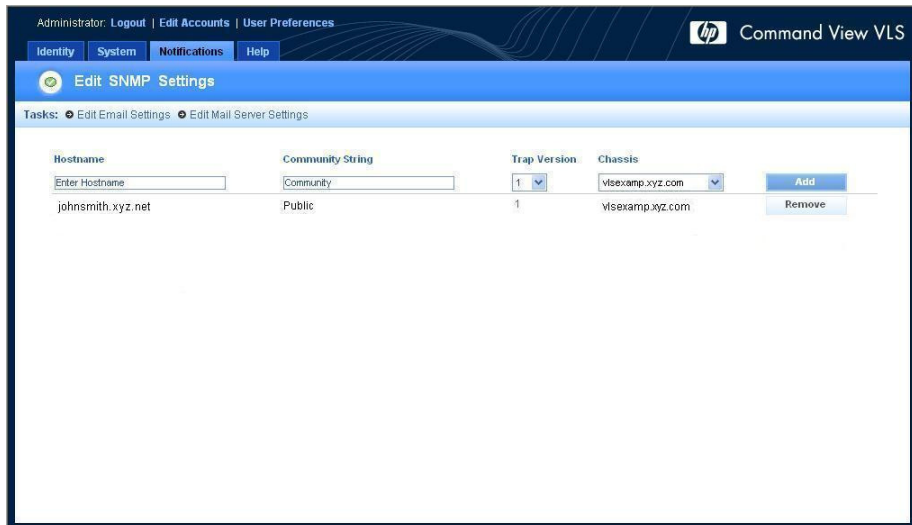 Administrator: Logout | Edit Accounts | User Preferences
hp Command View VLS
Identity System Notifications Help
Edit SNMP Settings
Tasks: Edit Email Settings Edit Mail Server Settings
Hostname Community String Trap Version Chassis
Enter Hostname Community 1 vlsexamp.xyz.com Add
johnsmith.xyz.net Public 1 vlsexamp.xyz.com Remove